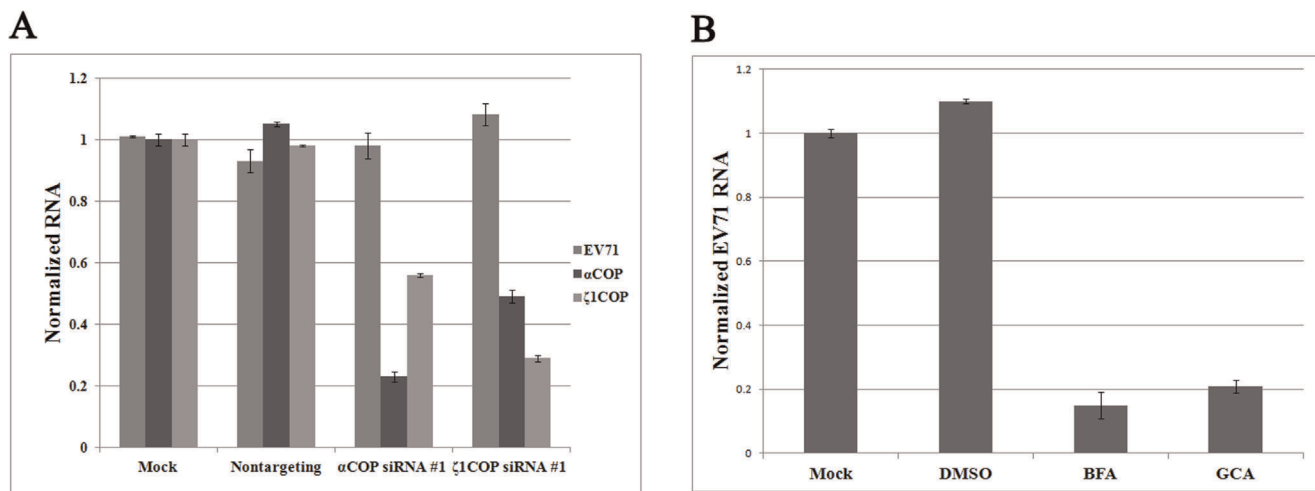 A
Normalized RNA
1.2
1
0.8
0.6
0.4
0.2
0
Mock
Nontargeting
αCOP siRNA #1
ζ1COP siRNA #1
EV71
αCOP
ζ1COP
B
Normalized EV71 RNA
1.2
1
0.8
0.6
0.4
0.2
0
Mock
DMSO
BFA
GCA